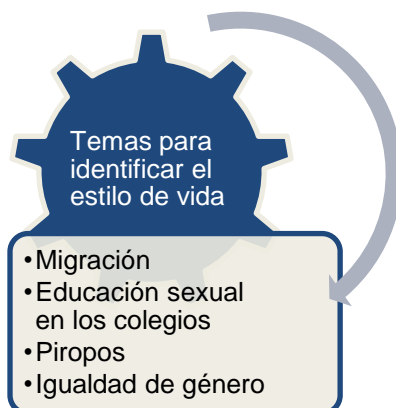 Temas para
identificar el
estilo de vida
•Migración
•Educación sexual
en los colegios
•Piropos
•Igualdad de género